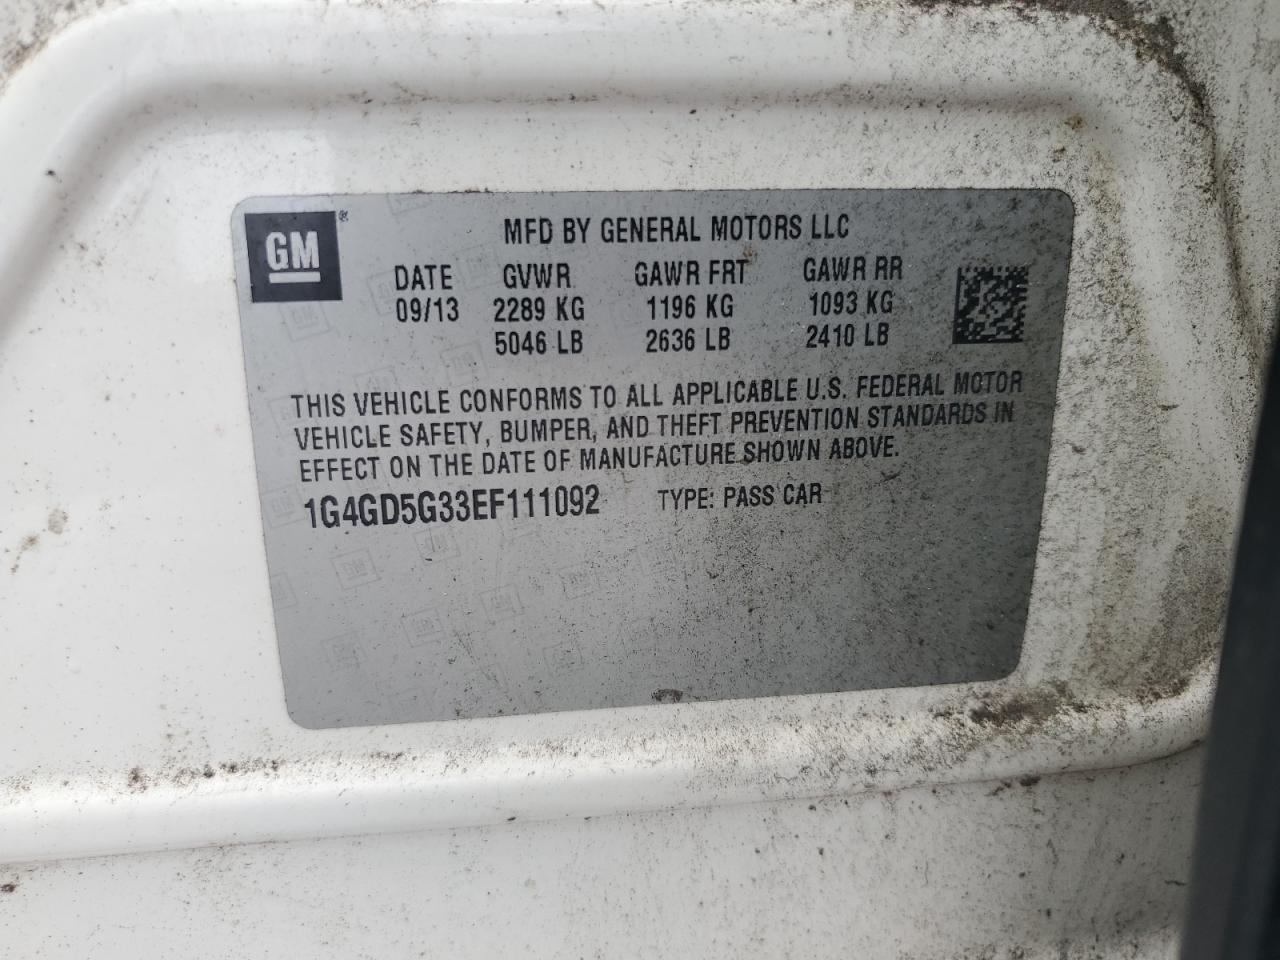 GM ®
MFD BY GENERAL MOTORS LLC
DATE GVWR GAWR FRT GAWR RR
09/13 2289 KG 1196 KG 1093 KG
5046 LB 2636 LB 2410 LB
THIS VEHICLE CONFORMS TO ALL APPLICABLE U.S. FEDERAL MOTOR
VEHICLE SAFETY, BUMPER, AND THEFT PREVENTION STANDARDS IN
EFFECT ON THE DATE OF MANUFACTURE SHOWN ABOVE.
1G4GD5G33EF111092 TYPE: PASS CAR